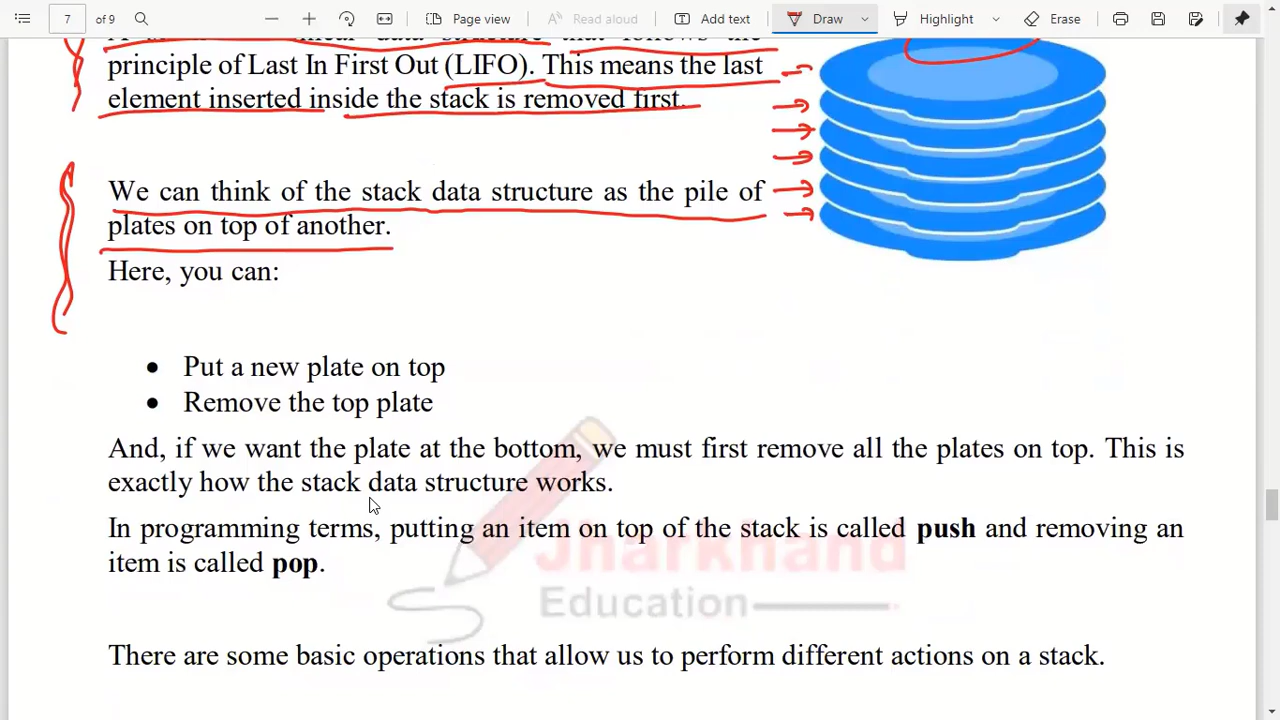 7 of 9 Page view Read aloud Add text Draw Highlight Erase
principle of Last In First Out (LIFO). This means the last
element inserted inside the stack is removed first.
We can think of the stack data structure as the pile of
plates on top of another.
Here, you can:
• Put a new plate on top
• Remove the top plate
And, if we want the plate at the bottom, we must first remove all the plates on top. This is
exactly how the stack data structure works.
In programming terms, putting an item on top of the stack is called push and removing an
item is called pop.
Jharkhand
Education
There are some basic operations that allow us to perform different actions on a stack.